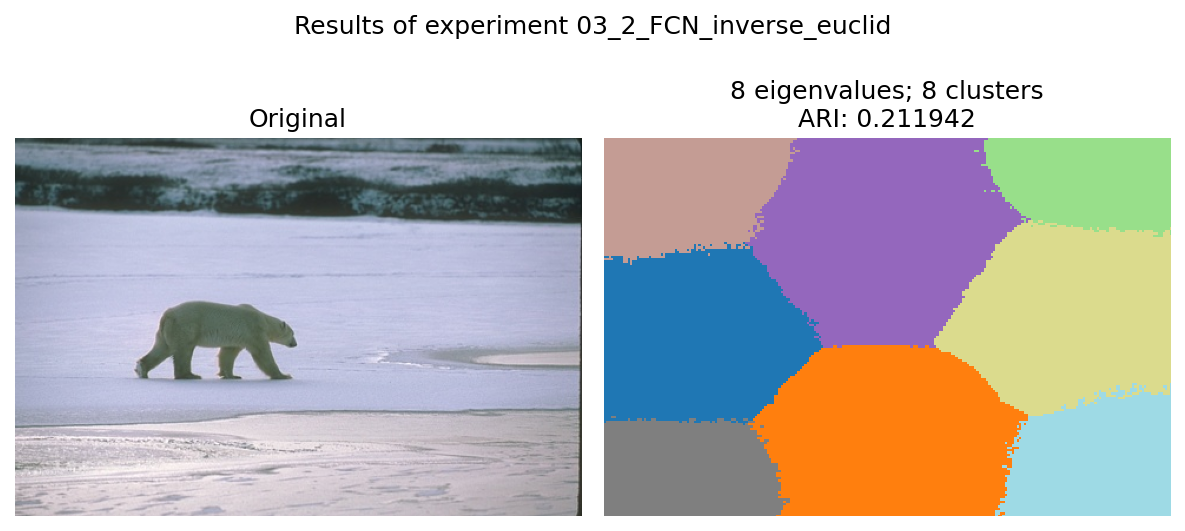 Results of experiment 03_2_FCN_inverse_euclid
Original
8 eigenvalues; 8 clusters
ARI: 0.211942